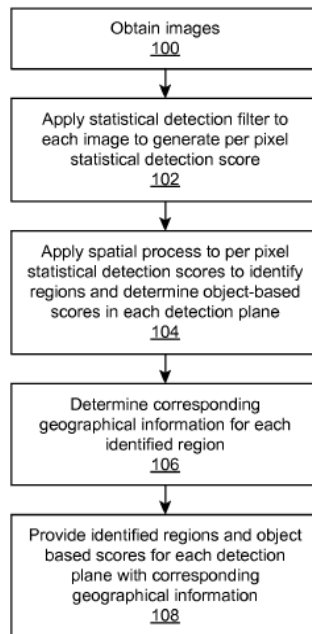 Obtain images
100
Apply statistical detection filter to
each image to generate per pixel
statistical detection score
102
Apply spatial process to per pixel
statistical detection scores to identify
regions and determine object-based
scores in each detection plane
104
Determine corresponding
geographical information for each
identified region
106
Provide identified regions and object
based scores for each detection
plane with corresponding
geographical information
108